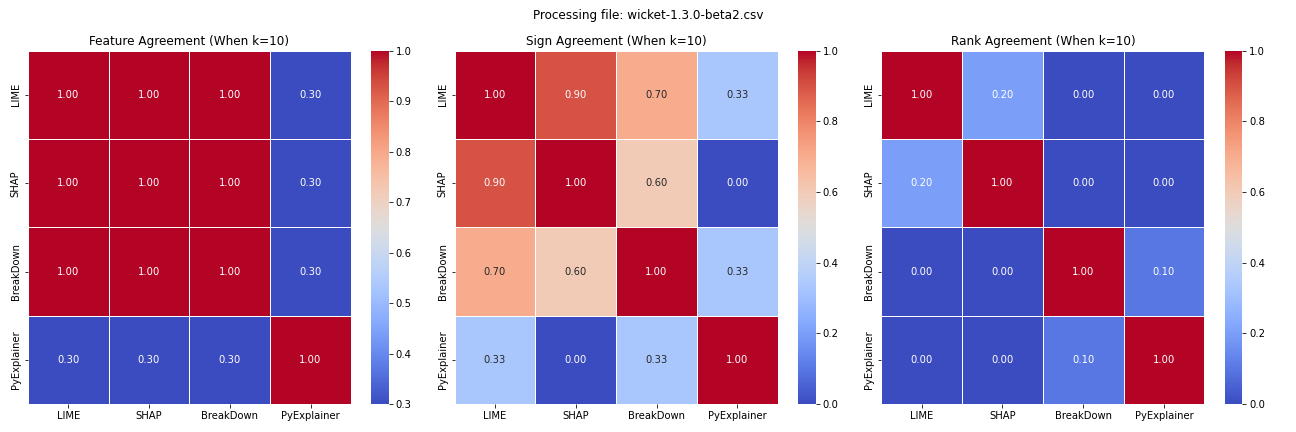 Processing file: wicket-1.3.0-beta2.csv
Feature Agreement (When k=10)
LIME
SHAP
BreakDown
PyExplainer
1.00 1.00 1.00 0.30
1.00 1.00 1.00 0.30
1.00 1.00 1.00 0.30
0.30 0.30 0.30 1.00
LIME SHAP BreakDown PyExplainer
1.0
0.9
0.8
0.7
0.6
0.5
0.4
0.3
Sign Agreement (When k=10)
LIME
SHAP
BreakDown
PyExplainer
1.00 0.90 0.70 0.33
0.90 1.00 0.60 0.00
0.70 0.60 1.00 0.33
0.33 0.00 0.33 1.00
LIME SHAP BreakDown PyExplainer
1.0
0.8
0.6
0.4
0.2
0.0
Rank Agreement (When k=10)
LIME
SHAP
BreakDown
PyExplainer
1.00 0.20 0.00 0.00
0.20 1.00 0.00 0.00
0.00 0.00 1.00 0.10
0.00 0.00 0.10 1.00
LIME SHAP BreakDown PyExplainer
1.0
0.8
0.6
0.4
0.2
0.0